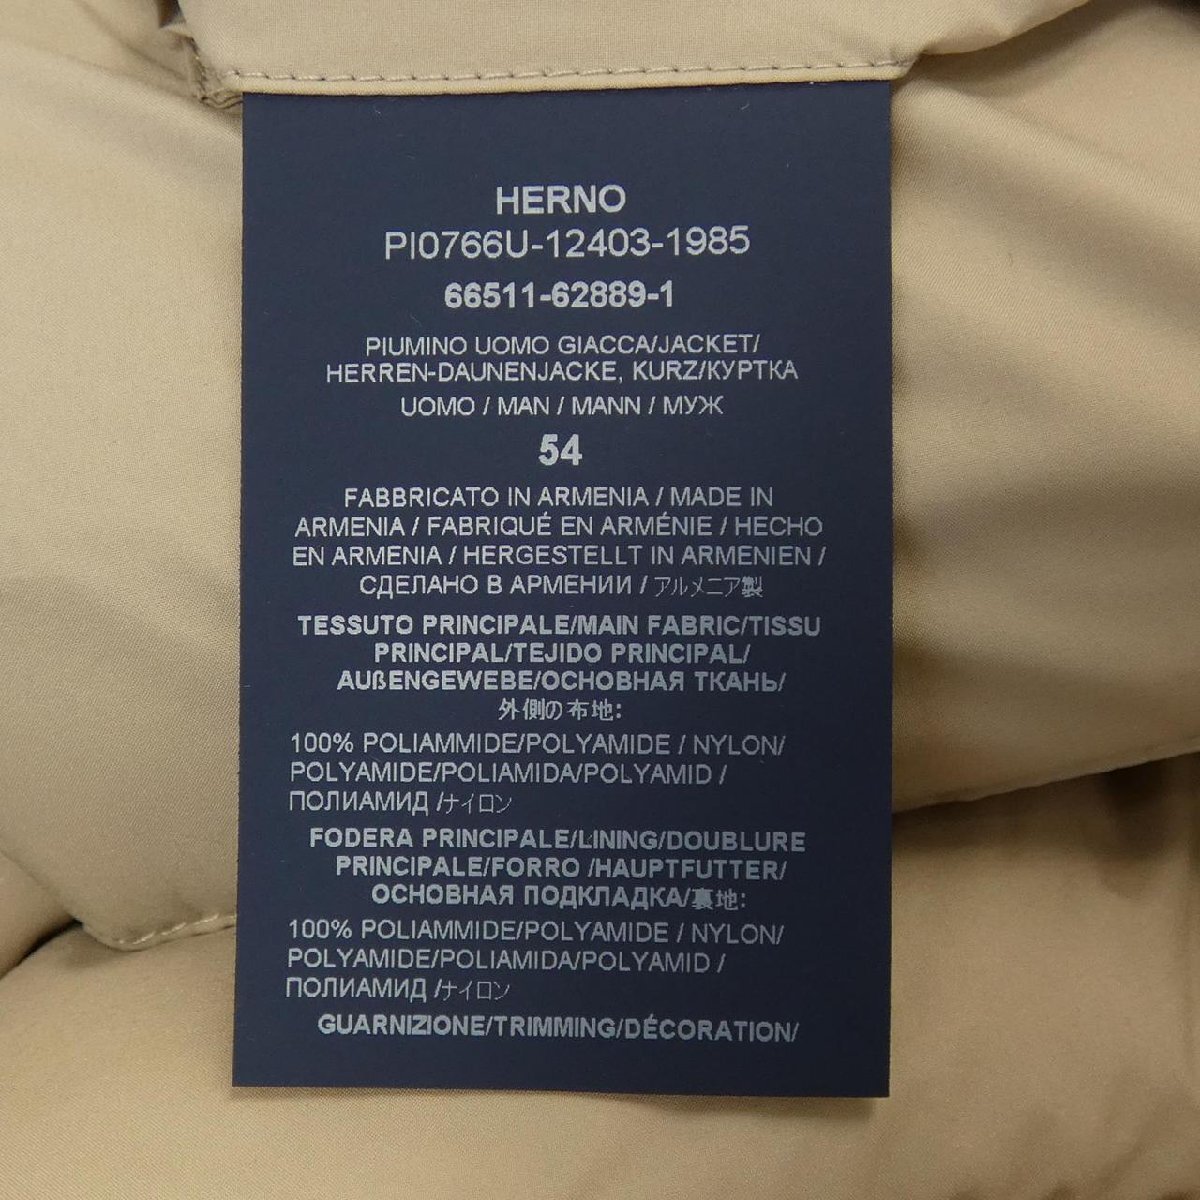 HERNO
PI0766U-12403-1985
66511-62889-1
PIUMINO UOMO GIACCA/JACKET/
HERREN-DAUNENJACKE, KURZ/КУРТКА
UOMO / MAN / MANN / МУЖ
54
FABBRICATO IN ARMENIA / MADE IN
ARMENIA / FABRIQUÉ EN ARMÉNIE / HECHO
EN ARMENIA / HERGESTELLT IN ARMENIEN /
СДЕЛАНО В АРМЕНИИ / アルメニア製
TESSUTO PRINCIPALE/MAIN FABRIC/TISSU
PRINCIPAL/TEJIDO PRINCIPAL/
AUßENGEWEBE/ОСНОВНАЯ ТКАНЬ/
外側の布地:
100% POLIAMMIDE/POLYAMIDE / NYLON/
POLYAMIDE/POLIAMIDA/POLYAMID /
ПОЛИАМИД /ナイロン
FODERA PRINCIPALE/LINING/DOUBLURE
PRINCIPALE/FORRO /HAUPTFUTTER/
ОСНОВНАЯ ПОДКЛАДКА/裏地:
100% POLIAMMIDE/POLYAMIDE / NYLON/
POLYAMIDE/POLIAMIDA/POLYAMID /
ПОЛИАМИД /ナイロン
GUARNIZIONE/TRIMMING/DÉCORATION/